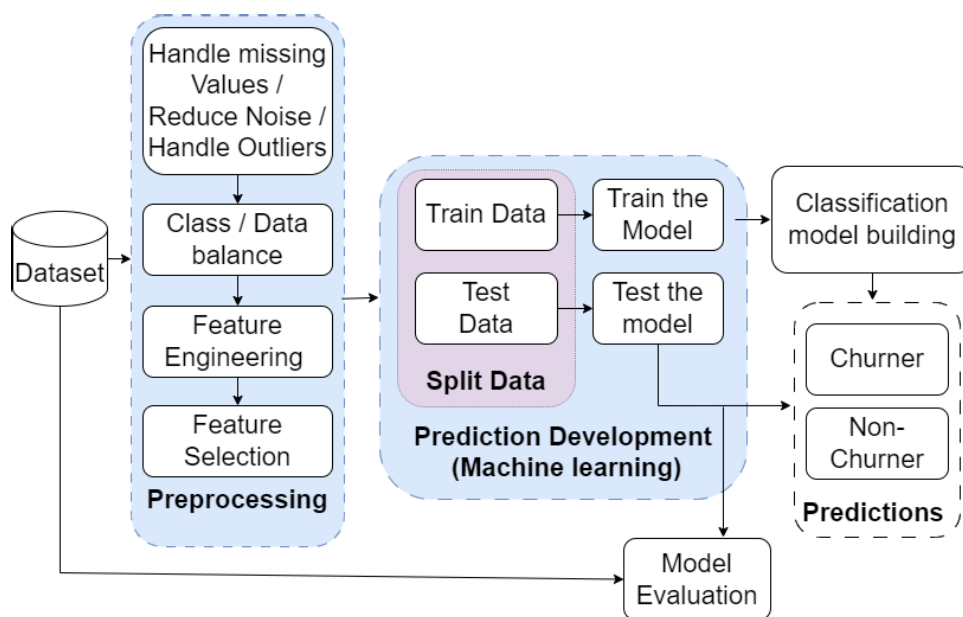 Handle missing
Values /
Reduce Noise /
Handle Outliers
Class / Data
balance
Feature
Engineering
Feature
Selection
Preprocessing
Dataset
Train Data
Test
Data
Split Data
Train the
Model
Test the
model
Prediction Development
(Machine learning)
Classification
model building
Churner
Non-
Churner
Predictions
Model
Evaluation